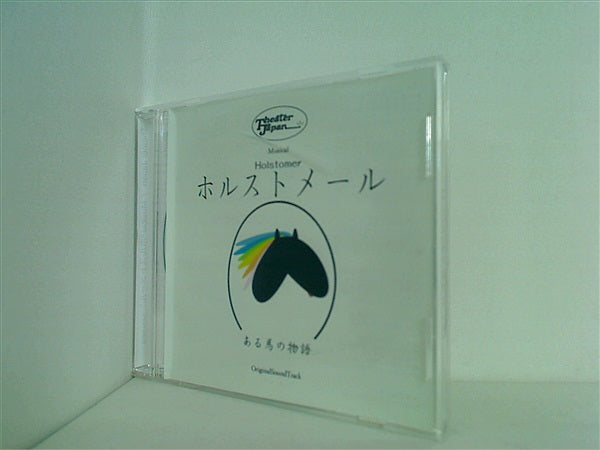 Theater
Japan
Musical
Holstomer
ホルストメール
ある馬の物語
OriginalSoundTrack